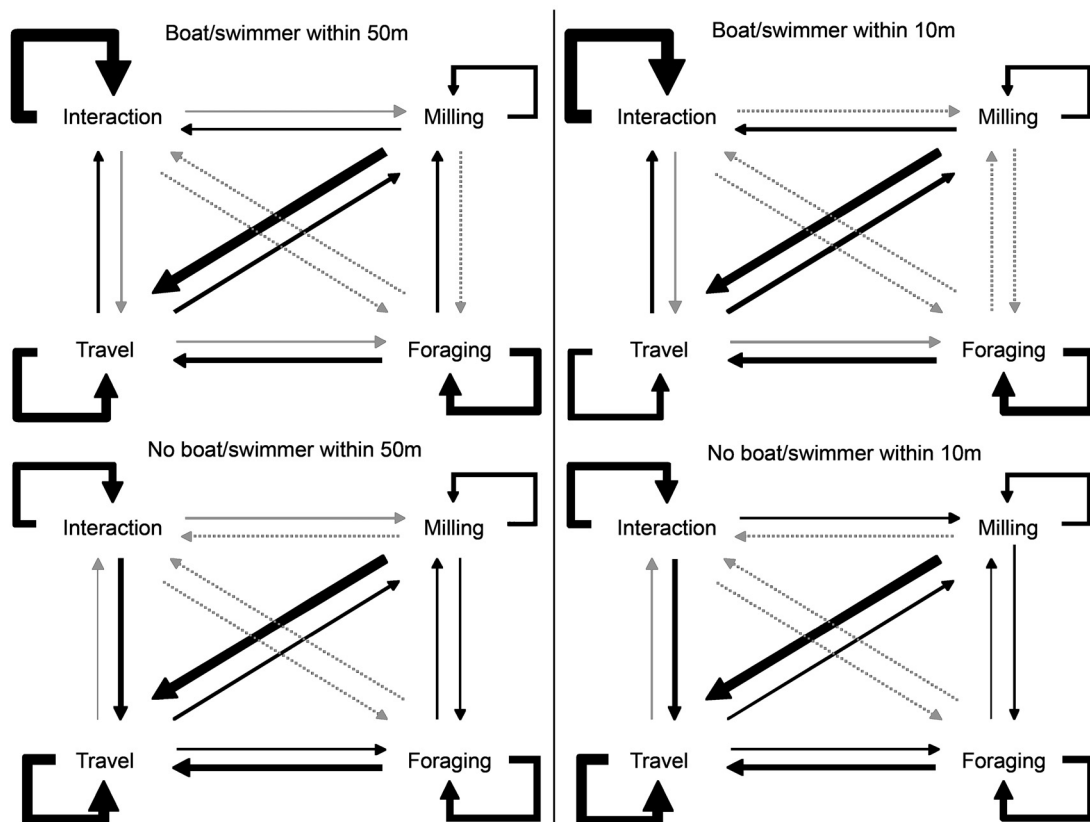 Boat/swimmer within 50m
Interaction
Milling
Travel
Foraging
Boat/swimmer within 10m
Interaction
Milling
Travel
Foraging
No boat/swimmer within 50m
Interaction
Milling
Travel
Foraging
No boat/swimmer within 10m
Interaction
Milling
Travel
Foraging